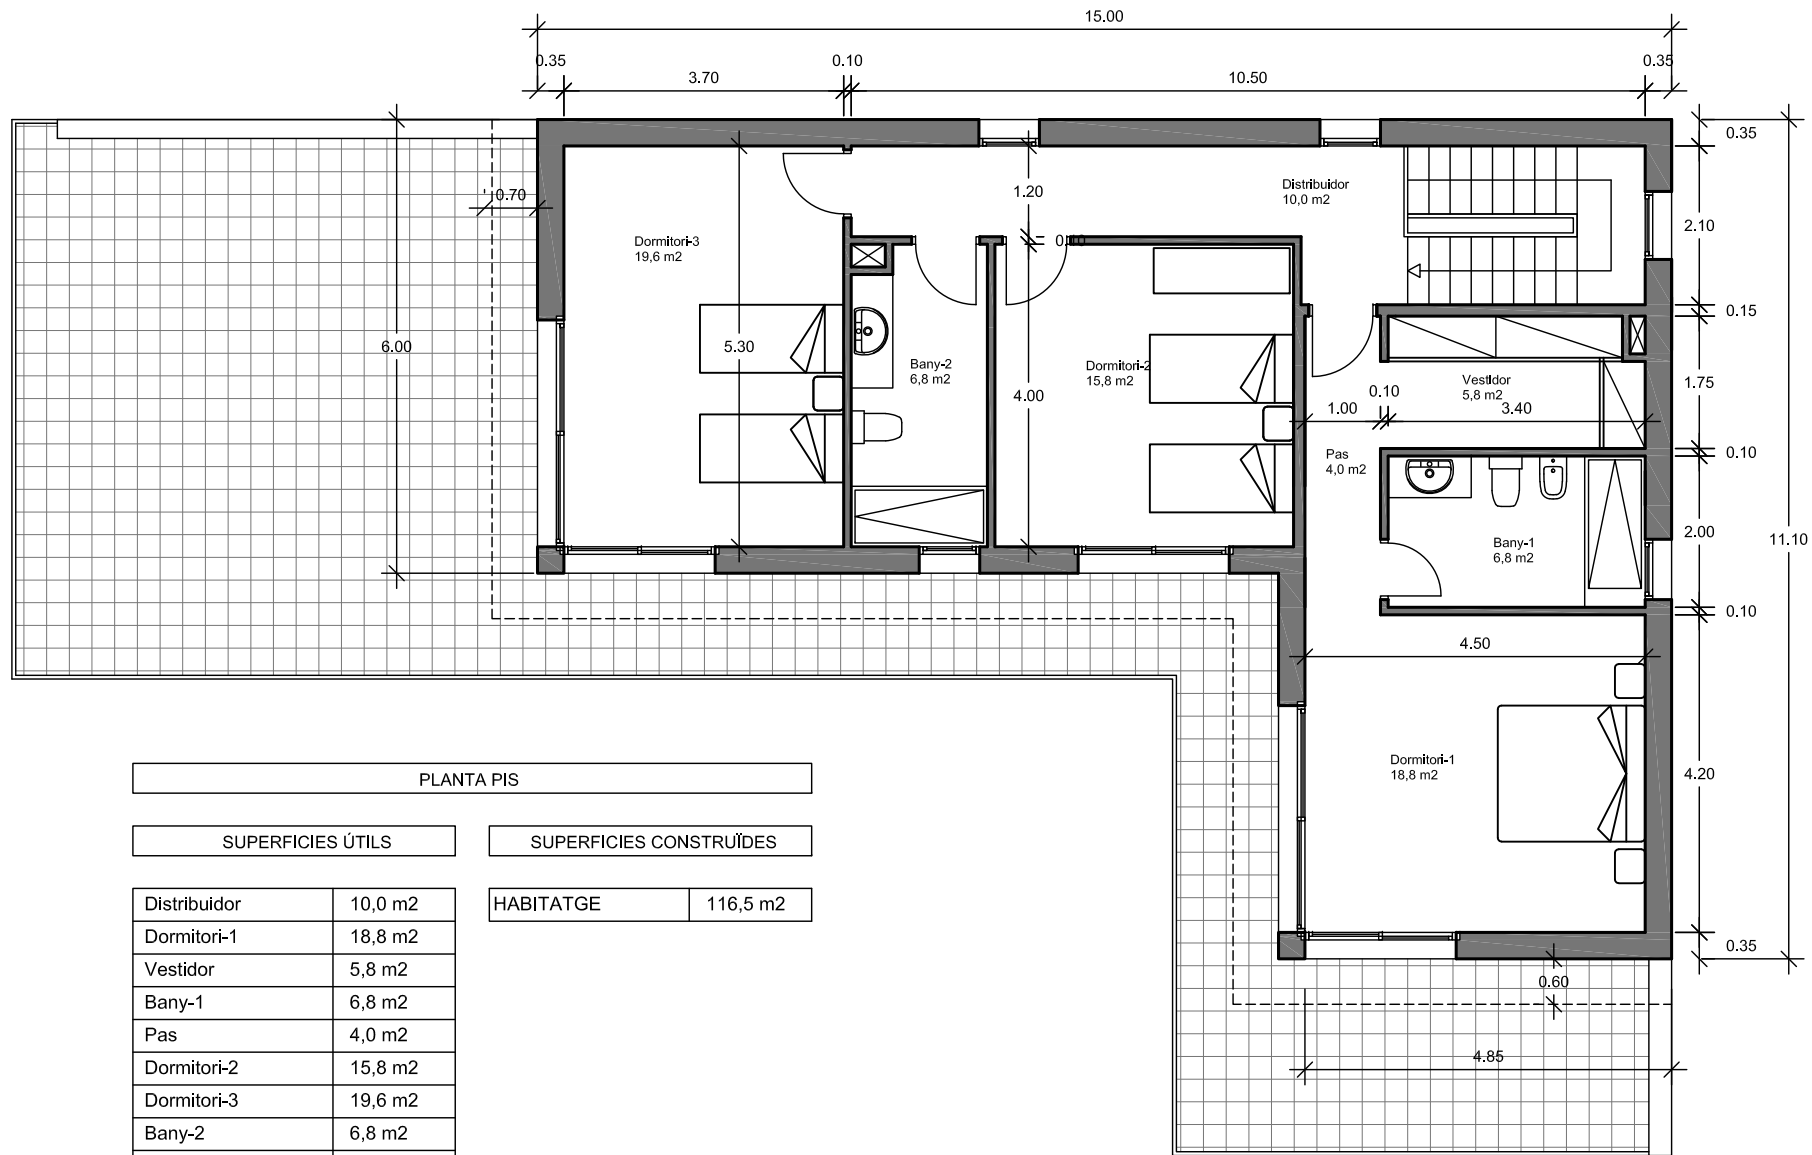 15.00
0.35
3.70
0.10
10.50
0.35
0.35
0.70
1.20
Distribuidor
10,0 m2
2.10
Dormitori-3
19,6 m2
0.15
6.00
5.30
Bany-2
6,8 m2
4.00
Dormitori-2
15,8 m2
Vestidor
5,8 m2
1.75
0.10
1.00
3.40
Pas
4,0 m2
0.10
Bany-1
6,8 m2
2.00
11.10
0.10
4.50
Dormitori-1
18,8 m2
4.20
0.35
0.60
4.85
PLANTA PIS
SUPERFICIES ÚTILS
SUPERFICIES CONSTRUÏDES
Distribuidor 10,0 m2
HABITATGE 116,5 m2
Dormitori-1 18,8 m2
Vestidor 5,8 m2
Bany-1 6,8 m2
Pas 4,0 m2
Dormitori-2 15,8 m2
Dormitori-3 19,6 m2
Bany-2 6,8 m2